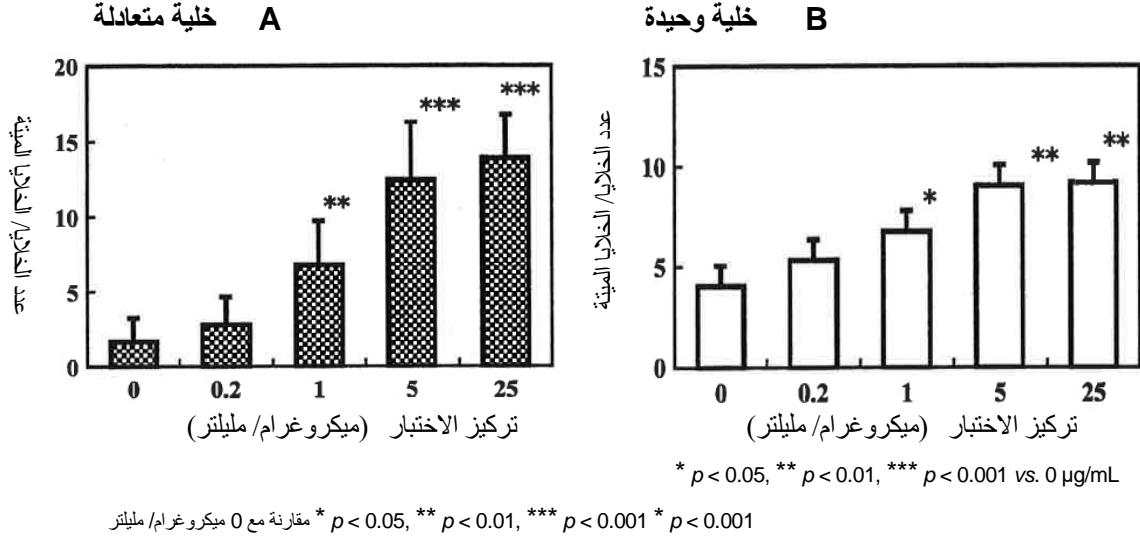 A خلية متعادلة
20
15
10
5
0
عدد الخلايا/ الخلايا الميتة
**
***
***
0 0.2 1 5 25
تركيز الاختبار (ميكروغرام/ مليلتر)
B خلية وحيدة
15
10
5
0
عدد الخلايا/ الخلايا الميتة
*
**
**
0 0.2 1 5 25
تركيز الاختبار (ميكروغرام/ مليلتر)
* p < 0.05, ** p < 0.01, *** p < 0.001 vs. 0 µg/mL
* p < 0.05, ** p < 0.01, *** p < 0.001 * p < 0.001 مقارنة مع 0 ميكروغرام/ مليلتر